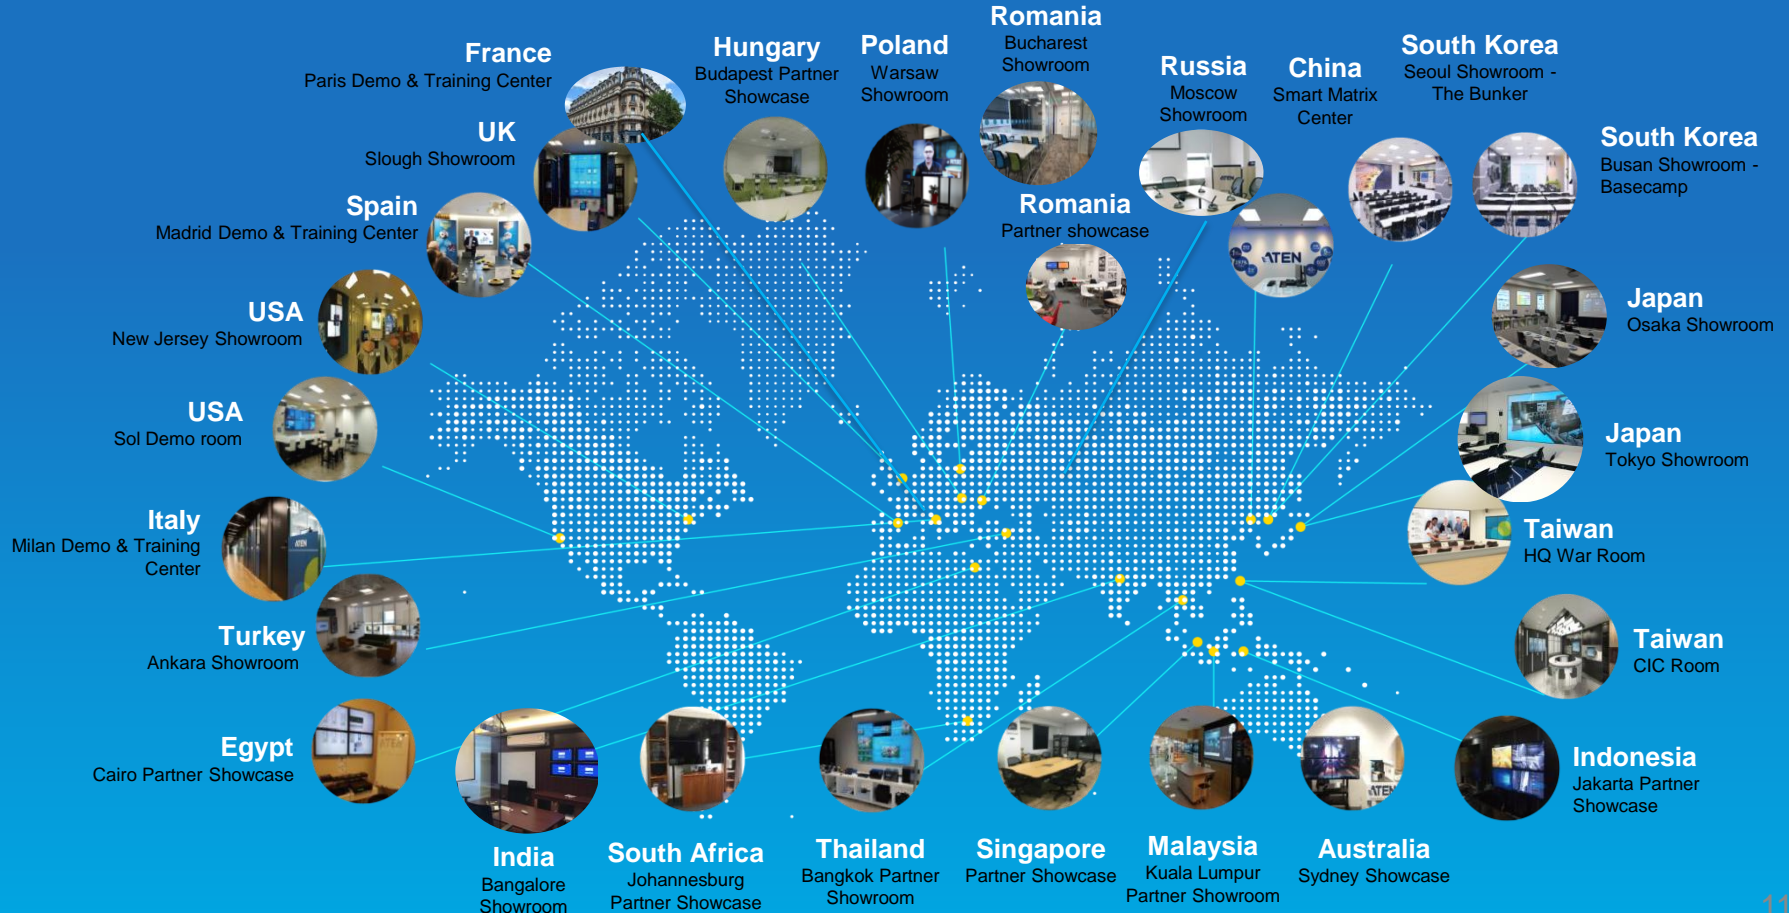 Romania
Bucharest
Showroom
France
Paris Demo & Training Center
Hungary
Budapest Partner
Showcase
Poland
Warsaw
Showroom
Russia
Moscow
Showroom
China
Smart Matrix
Center
South Korea
Seoul Showroom -
The Bunker
UK
Slough Showroom
South Korea
Busan Showroom -
Basecamp
Spain
Madrid Demo & Training Center
Romania
Partner showcase
ATEN
USA
New Jersey Showroom
Japan
Osaka Showroom
USA
Sol Demo room
Japan
Tokyo Showroom
Italy
Milan Demo & Training
Center
ATEN
Taiwan
HQ War Room
Turkey
Ankara Showroom
Taiwan
CIC Room
Egypt
Cairo Partner Showcase
ATEN
ATEN
Indonesia
Jakarta Partner
Showcase
India
Bangalore
Showroom
South Africa
Johannesburg
Partner Showcase
Thailand
Bangkok Partner
Showroom
Singapore
Partner Showcase
Malaysia
Kuala Lumpur
Partner Showroom
Australia
Sydney Showcase
11